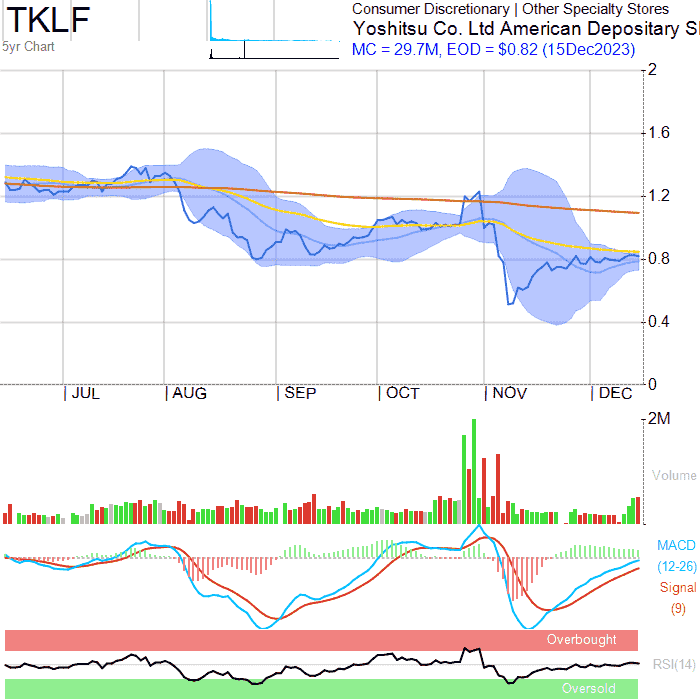 TKLF
5yr Chart
Consumer Discretionary | Other Specialty Stores
Yoshitsu Co. Ltd American Depositary
MC = 29.7M, EOD = $0.82 (15Dec2023)
2
1.6
1.2
0.8
0.4
0
JUL AUG SEP OCT NOV DEC
2M
Volume
MACD
(12-26)
Signal
(9)
Overbought
RSI(14)
Oversold